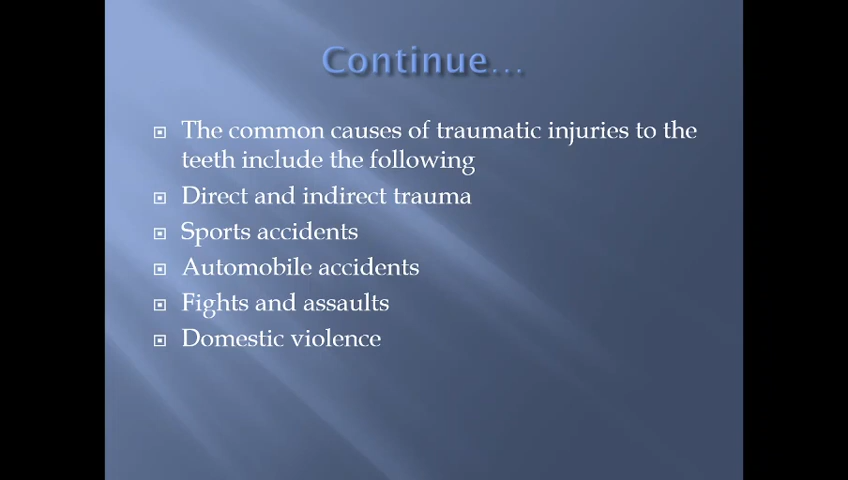 Continue...
The common causes of traumatic injuries to the
teeth include the following
Direct and indirect trauma
Sports accidents
Automobile accidents
Fights and assaults
Domestic violence